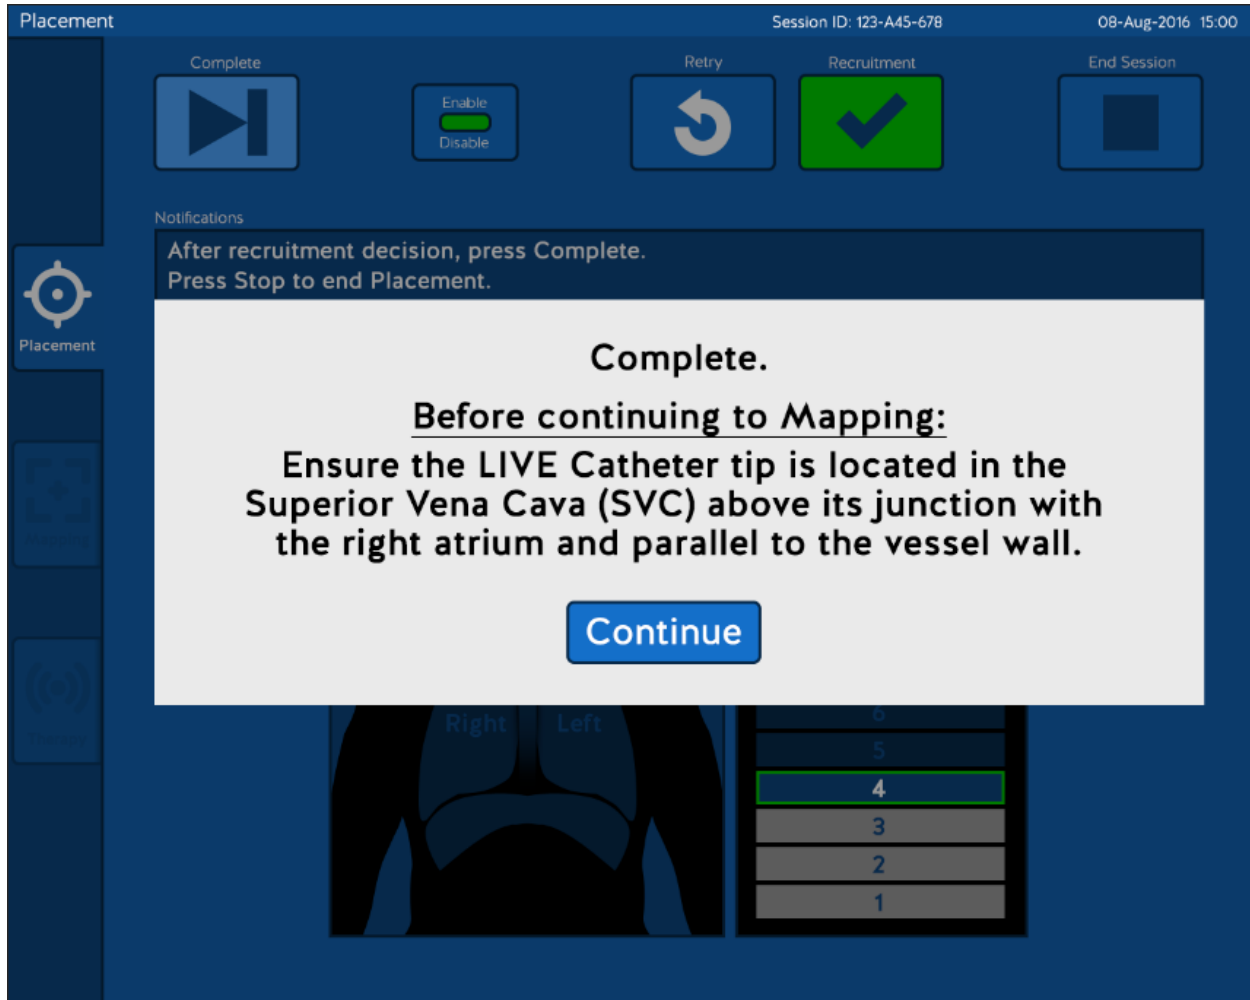 Placement
Session ID: 123-A45-678
08-Aug-2016 15:00
Complete
Retry
Recruitment
End Session
Enable
Disable
Notifications
After recruitment decision, press Complete.
Press Stop to end Placement.
Placement
Complete.
Before continuing to Mapping:
Ensure the LIVE Catheter tip is located in the
Superior Vena Cava (SVC) above its junction with
the right atrium and parallel to the vessel wall.
Continue
Mapping
Therapy
Right Left
6
5
4
3
2
1